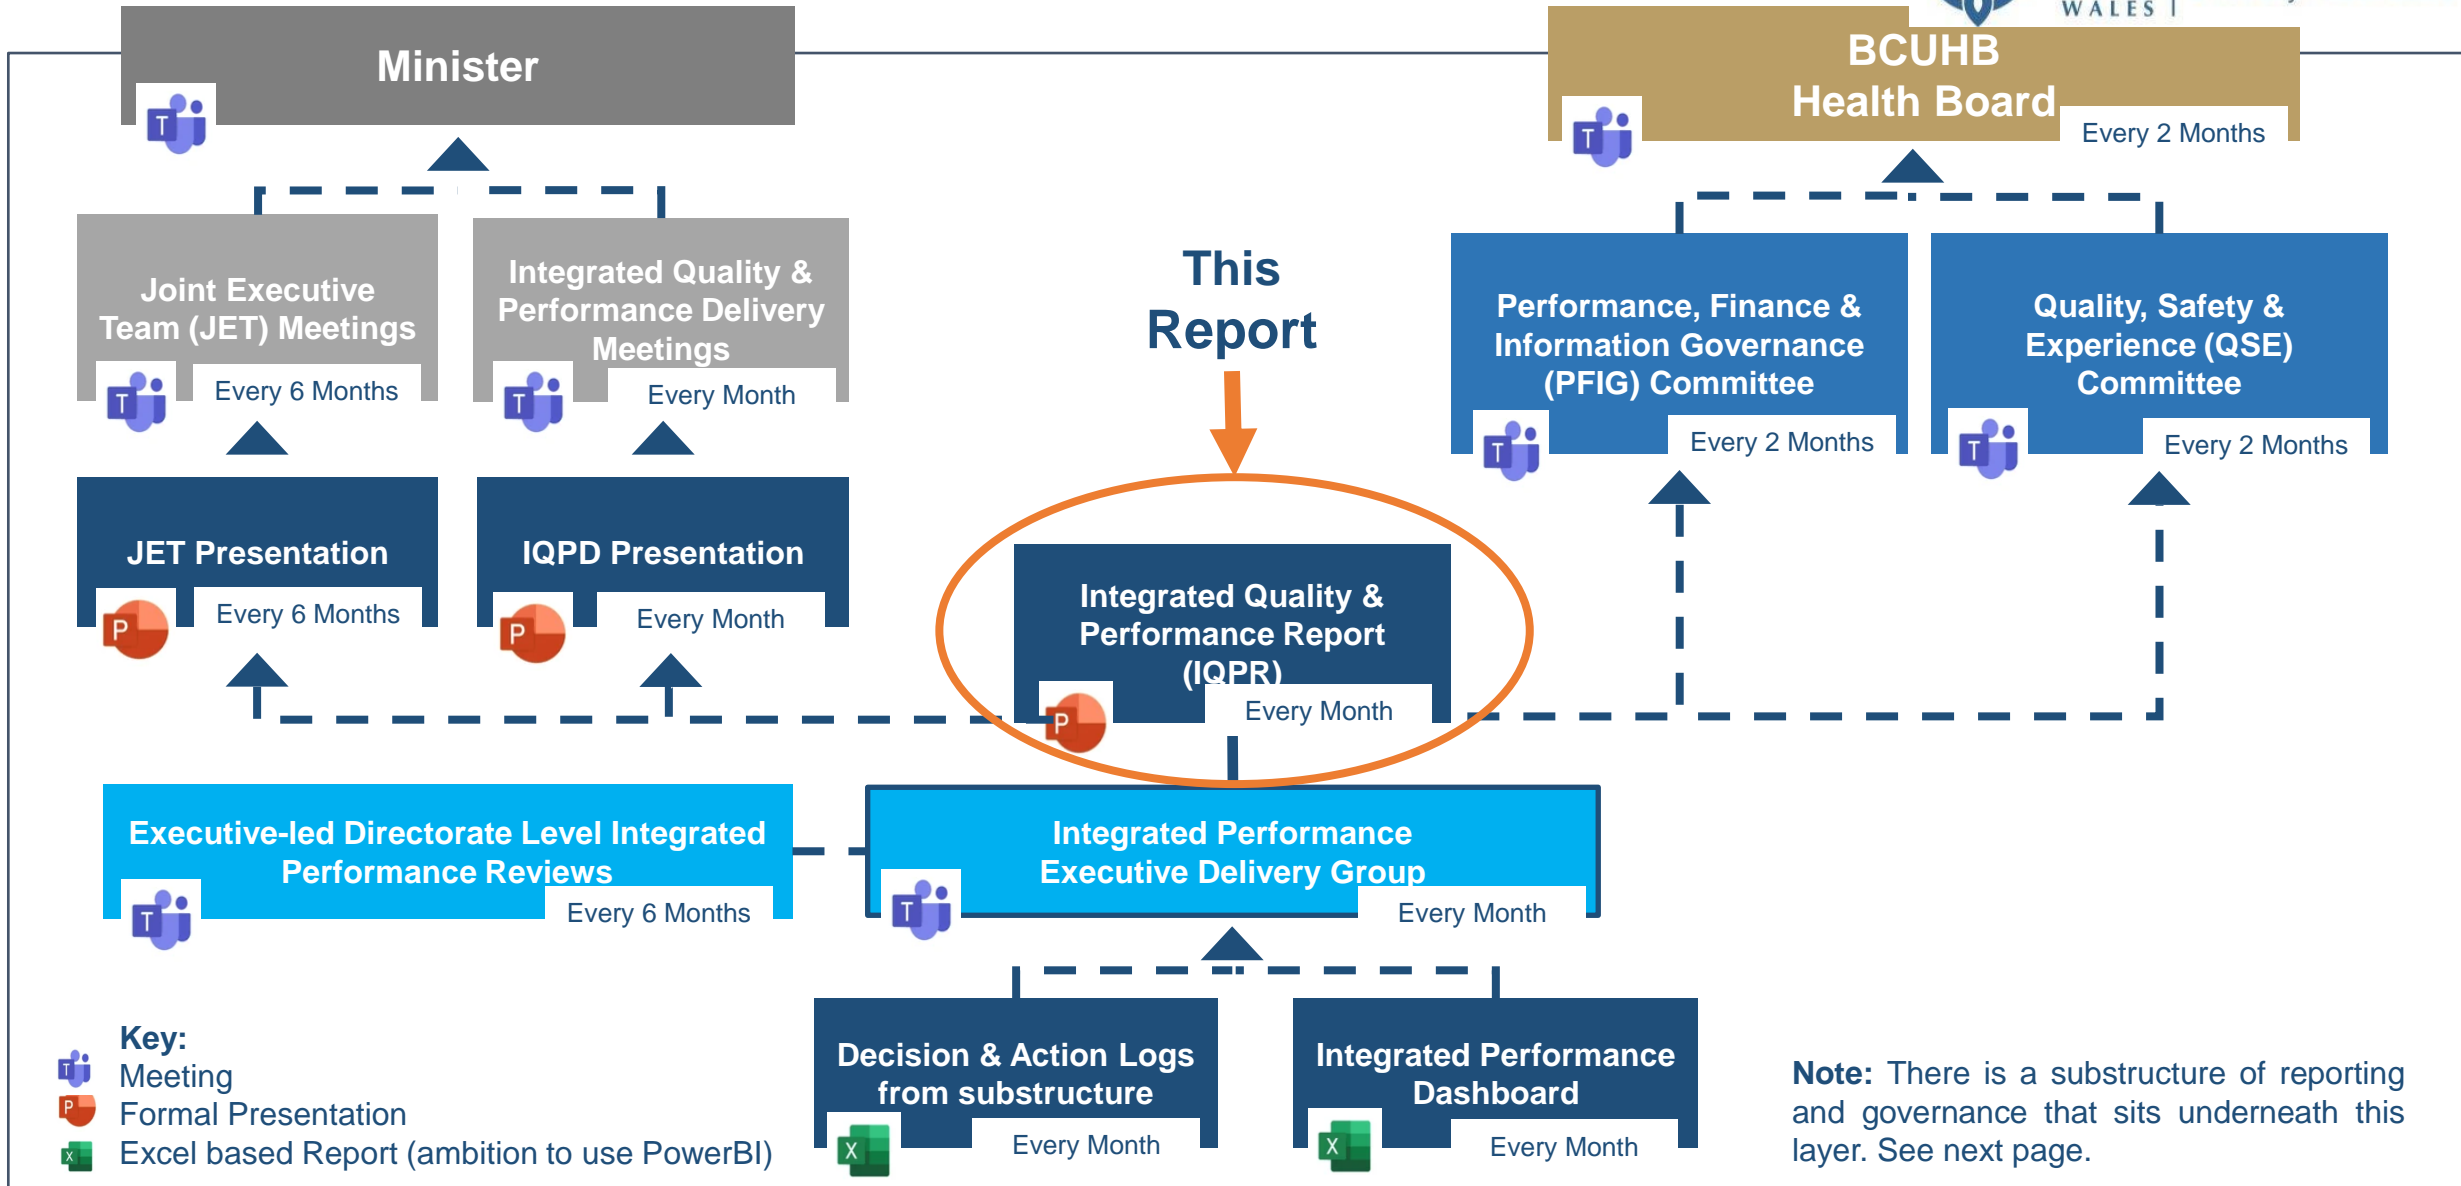 WALES
Minister
BCUHB
Health Board
Every 2 Months
Joint Executive
Team (JET) Meetings
Every 6 Months
Integrated Quality &
Performance Delivery
Meetings
Every Month
This
Report
Performance, Finance &
Information Governance
(PFIG) Committee
Every 2 Months
Quality, Safety &
Experience (QSE)
Committee
Every 2 Months
JET Presentation
Every 6 Months
IQPD Presentation
Every Month
Integrated Quality &
Performance Report
(IQPR)
Every Month
Executive-led Directorate Level Integrated
Performance Reviews
Every 6 Months
Integrated Performance
Executive Delivery Group
Every Month
Decision & Action Logs
from substructure
Every Month
Integrated Performance
Dashboard
Every Month
Key:
Meeting
Formal Presentation
Excel based Report (ambition to use PowerBI)
Note: There is a substructure of reporting
and governance that sits underneath this
layer. See next page.